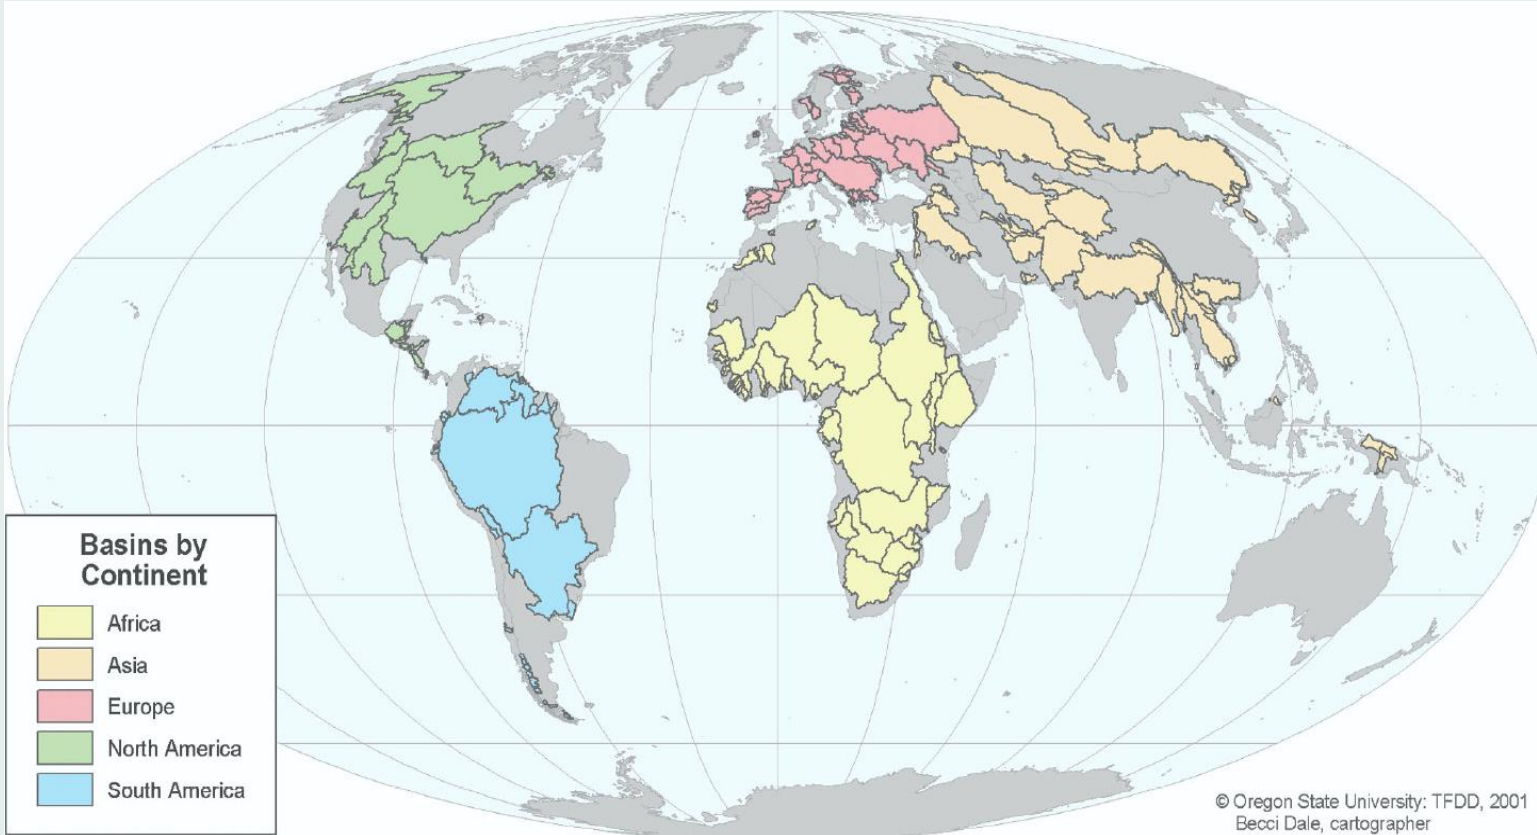 Basins by
Continent
Africa
Asia
Europe
North America
South America
© Oregon State University: TFDD, 2001
Becci Dale, cartographer